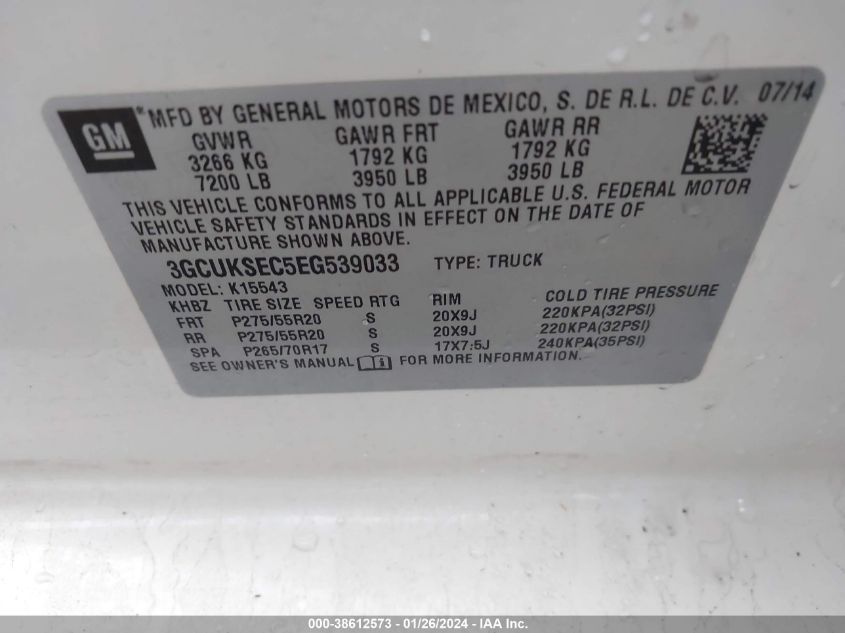 GM
® MFD BY GENERAL MOTORS DE MEXICO, S. DE R.L. DE C.V. 07/14
GVWR GAWR FRT GAWR RR
3266 KG 1792 KG 1792 KG
7200 LB 3950 LB 3950 LB
THIS VEHICLE CONFORMS TO ALL APPLICABLE U.S. FEDERAL MOTOR
VEHICLE SAFETY STANDARDS IN EFFECT ON THE DATE OF
MANUFACTURE SHOWN ABOVE.
3GCUKSEC5EG539033 TYPE: TRUCK
MODEL: K15543
KHBZ TIRE SIZE SPEED RTG RIM COLD TIRE PRESSURE
FRT P275/55R20 S 20X9J 220KPA(32PSI)
RR P275/55R20 S 20X9J 220KPA(32PSI)
SPA P265/70R17 S 17X7.5J 240KPA(35PSI)
SEE OWNER'S MANUAL i FOR MORE INFORMATION.
000-38612573 - 01/26/2024 - IAA Inc.